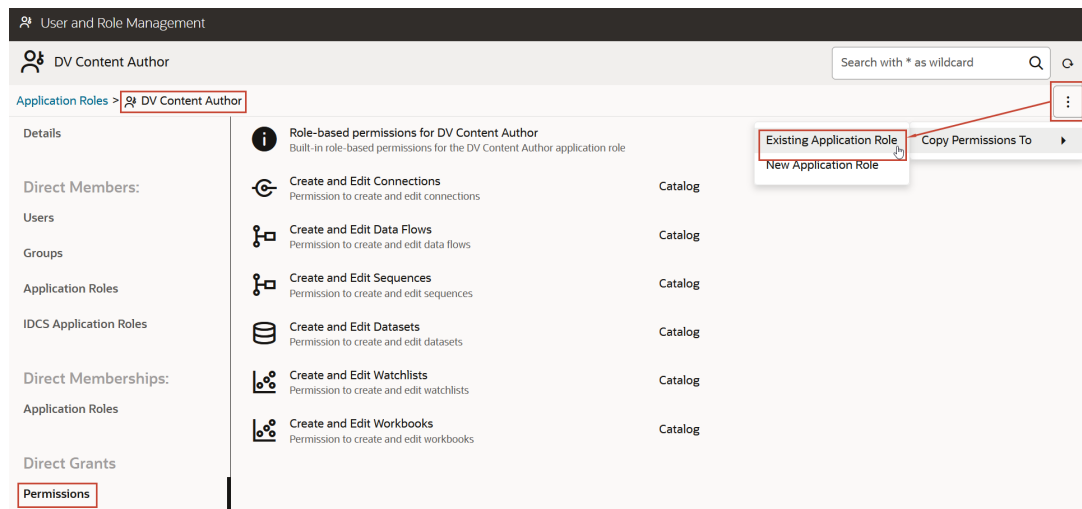 User and Role Management
DV Content Author
Search with * as wildcard
Application Roles > DV Content Author
Details
Direct Members:
Users
Groups
Application Roles
IDCS Application Roles
Direct Memberships:
Application Roles
Direct Grants
Permissions
Role-based permissions for DV Content Author
Built-in role-based permissions for the DV Content Author application role
Create and Edit Connections
Permission to create and edit connections
Catalog
Create and Edit Data Flows
Permission to create and edit data flows
Catalog
Create and Edit Sequences
Permission to create and edit sequences
Catalog
Create and Edit Datasets
Permission to create and edit datasets
Catalog
Create and Edit Watchlists
Permission to create and edit watchlists
Catalog
Create and Edit Workbooks
Permission to create and edit workbooks
Catalog
Existing Application Role
New Application Role
Copy Permissions To